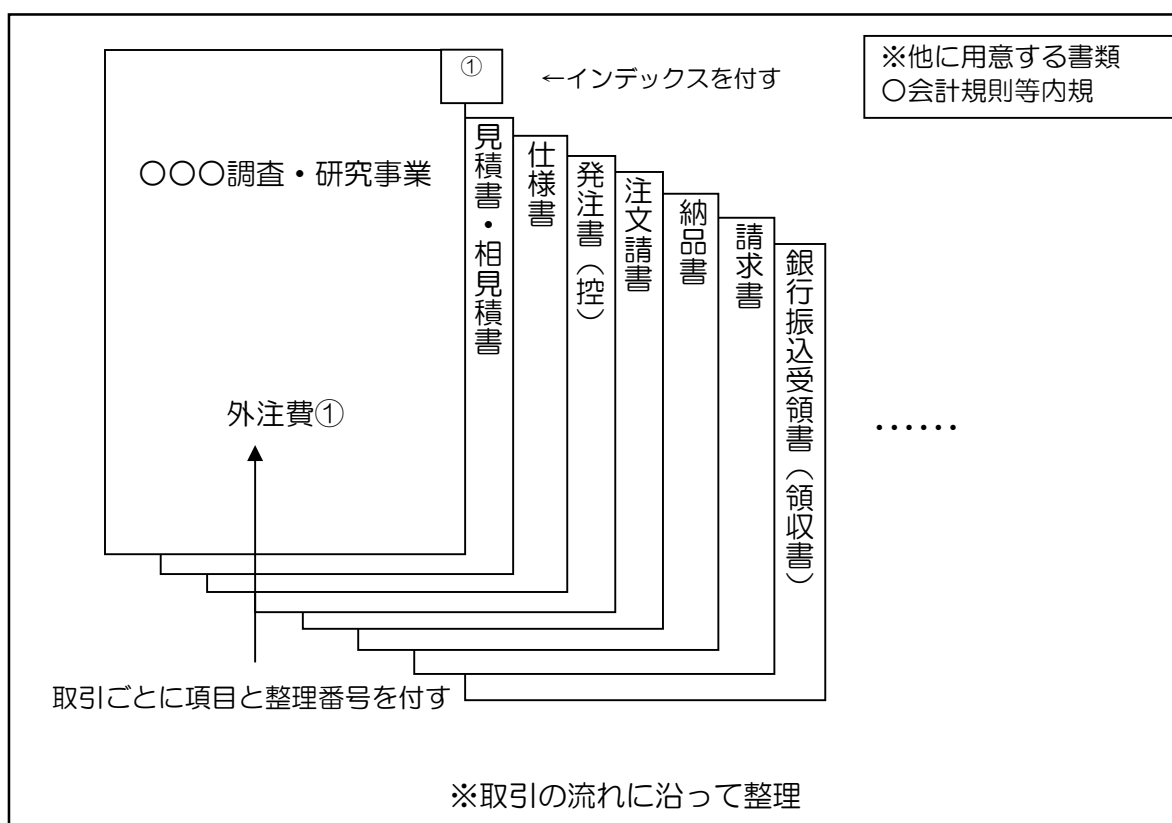 ①
←インデックスを付す
※他に用意する書類
○会計規則等内規
○○○調査・研究事業
見積書・相見積書
仕様書
発注書（控）
注文請書
納品書
請求書
銀行振込受領書（領収書）
外注費①
……
取引ごとに項目と整理番号を付す
※取引の流れに沿って整理